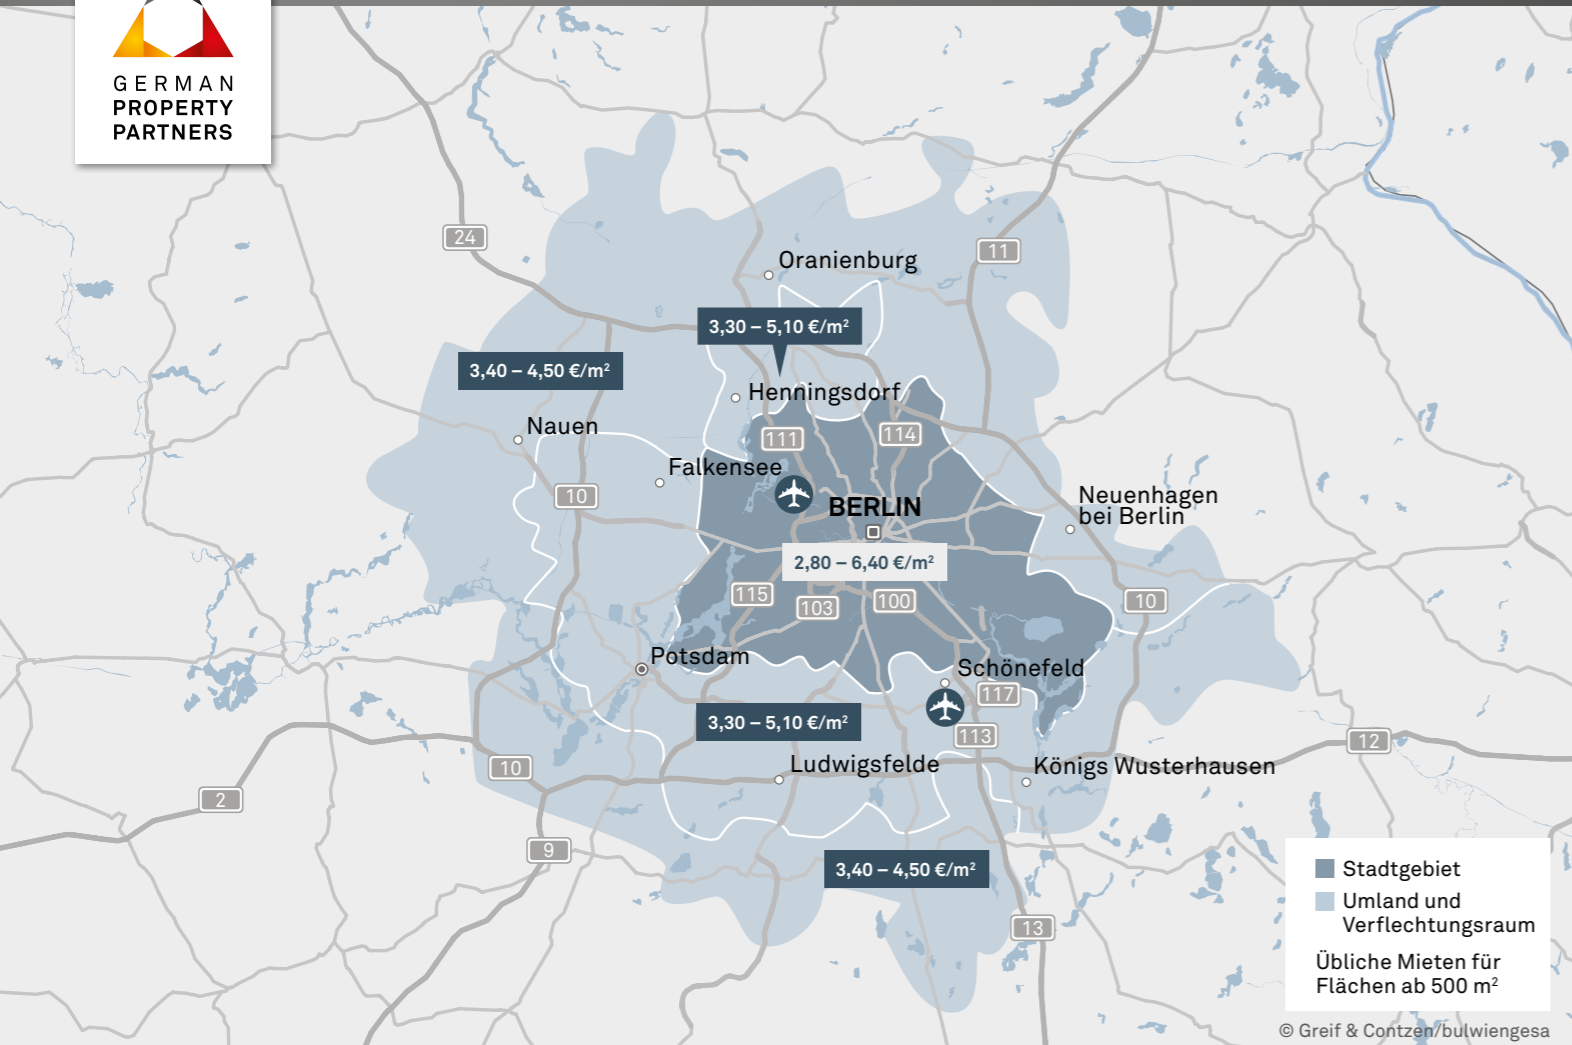 GERMAN
PROPERTY
PARTNERS
24
11
Oranienburg
3,30 – 5,10 €/m²
3,40 – 4,50 €/m²
Henningsdorf
Nauen
111
114
Falkensee
10
BERLIN
Neuenhagen
bei Berlin
2,80 – 6,40 €/m²
115
103
100
10
Potsdam
Schönefeld
117
3,30 – 5,10 €/m²
113
12
Ludwigsfelde
Königs Wusterhausen
10
2
9
3,40 – 4,50 €/m²
13
Stadtgebiet
Umland und
Verflechtungsraum
Übliche Mieten für
Flächen ab 500 m²
© Greif & Contzen/bulwiengesa